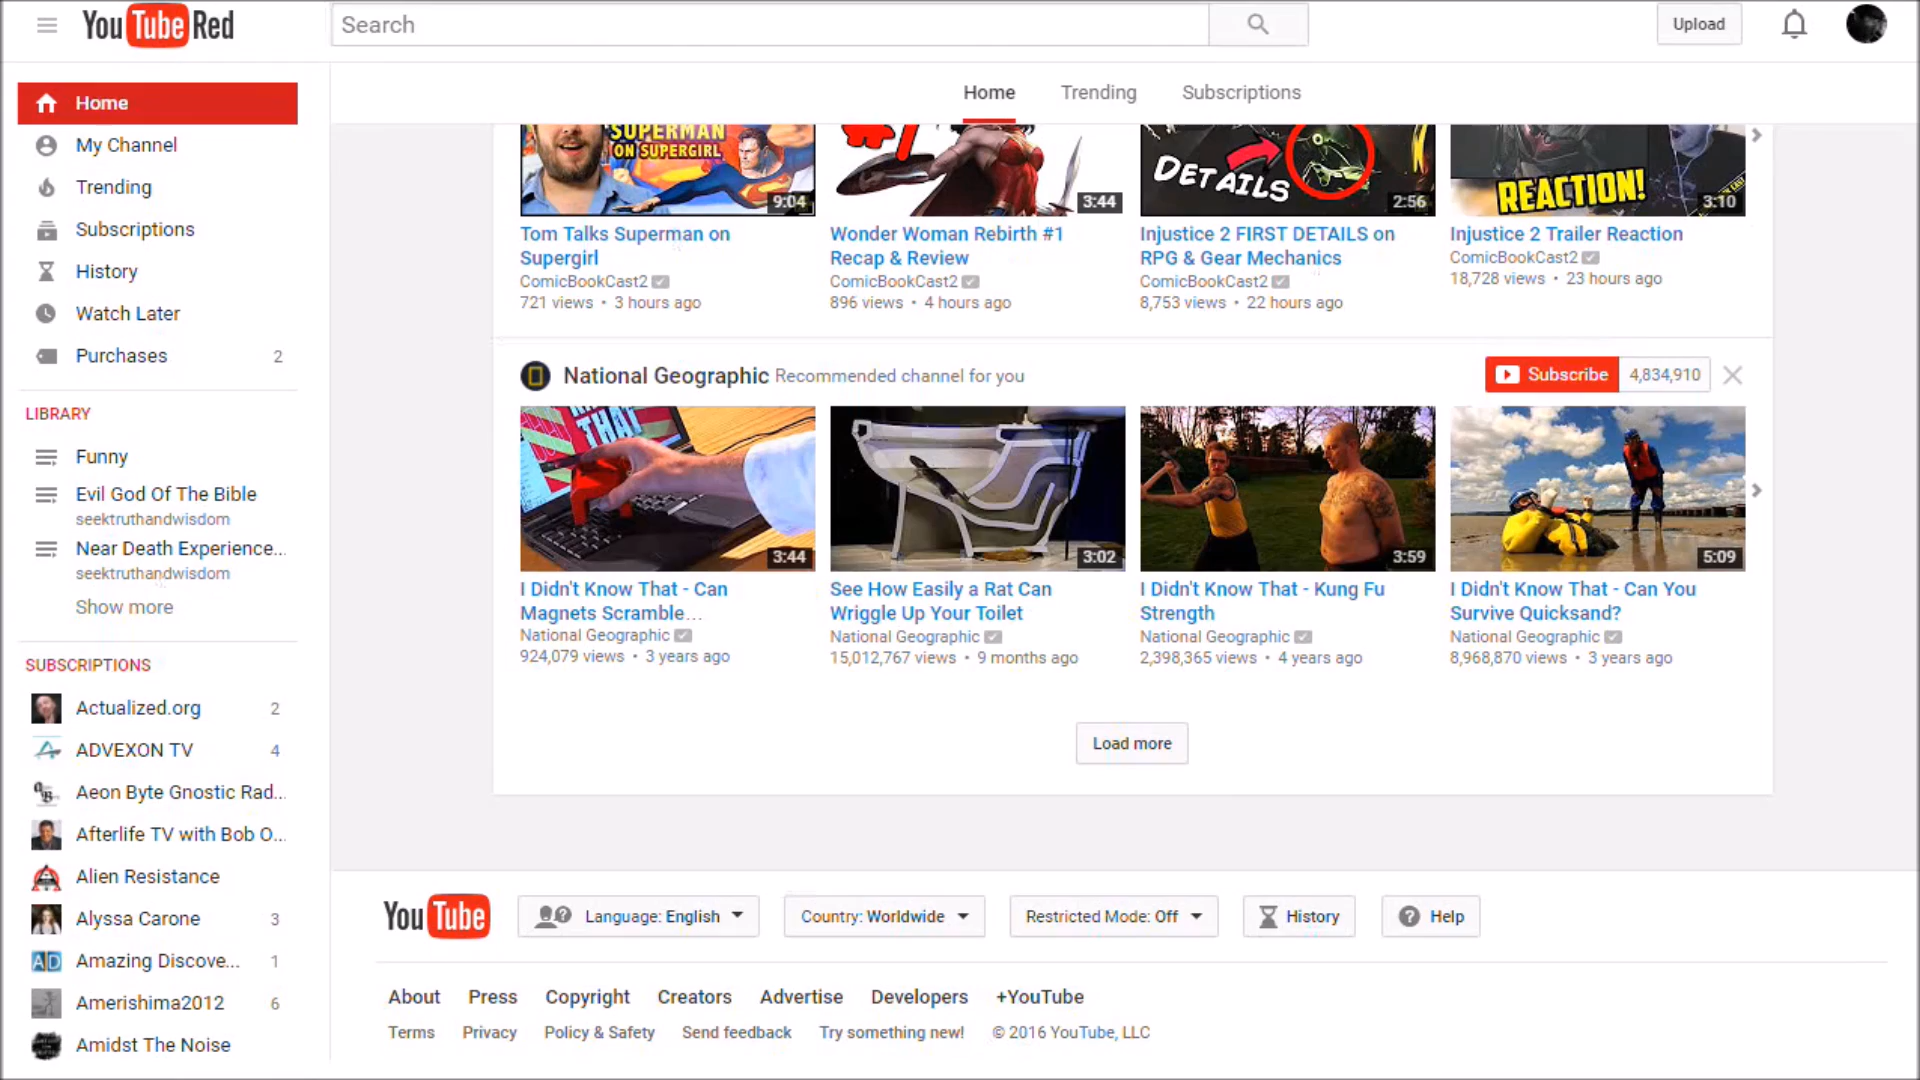 YouTube Red
Search
Upload
Home
My Channel
Trending
Subscriptions
History
Watch Later
Purchases 2
LIBRARY
Funny
Evil God Of The Bible
seektruthandwisdom
Near Death Experience...
seektruthandwisdom
Show more
SUBSCRIPTIONS
Actualized.org 2
ADVEXON TV 4
Aeon Byte Gnostic Rad...
Afterlife TV with Bob O...
Alien Resistance
Alyssa Carone 3
AD Amazing Discove... 1
Amerishima2012 6
Amidst The Noise
Home Trending Subscriptions
SUPERMAN
ON SUPERGIRL
9:04
Tom Talks Superman on
Supergirl
ComicBookCast2
721 views • 3 hours ago
#1
3:44
Wonder Woman Rebirth #1
Recap & Review
ComicBookCast2
896 views • 4 hours ago
DETAILS
2:56
Injustice 2 FIRST DETAILS on
RPG & Gear Mechanics
ComicBookCast2
8,753 views • 22 hours ago
REACTION!
3:10
Injustice 2 Trailer Reaction
ComicBookCast2
18,728 views • 23 hours ago
National Geographic Recommended channel for you
Subscribe 4,834,910
THAT
3:44
I Didn't Know That - Can
Magnets Scramble...
National Geographic
924,079 views • 3 years ago
3:02
See How Easily a Rat Can
Wriggle Up Your Toilet
National Geographic
15,012,767 views • 9 months ago
3:59
I Didn't Know That - Kung Fu
Strength
National Geographic
2,398,365 views • 4 years ago
5:09
I Didn't Know That - Can You
Survive Quicksand?
National Geographic
8,968,870 views • 3 years ago
Load more
YouTube
Language: English
Country: Worldwide
Restricted Mode: Off
History
Help
About Press Copyright Creators Advertise Developers +YouTube
Terms Privacy Policy & Safety Send feedback Try something new! © 2016 YouTube, LLC